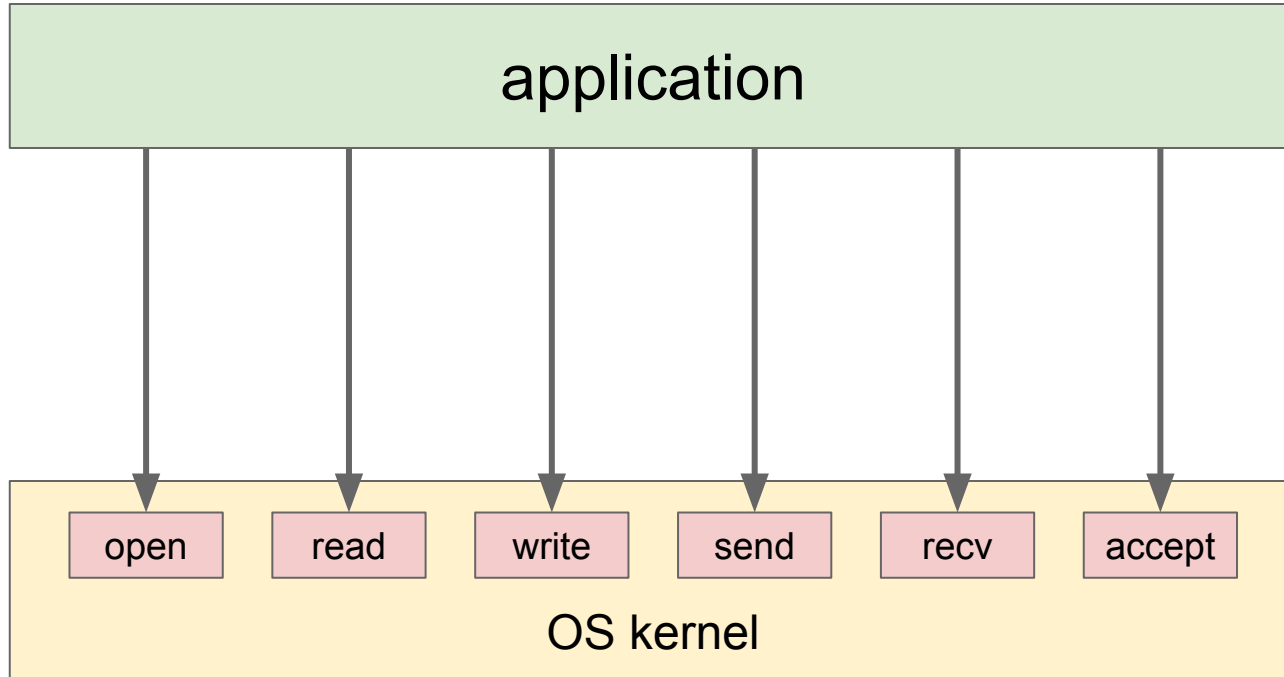 application
open read write send recv accept
OS kernel